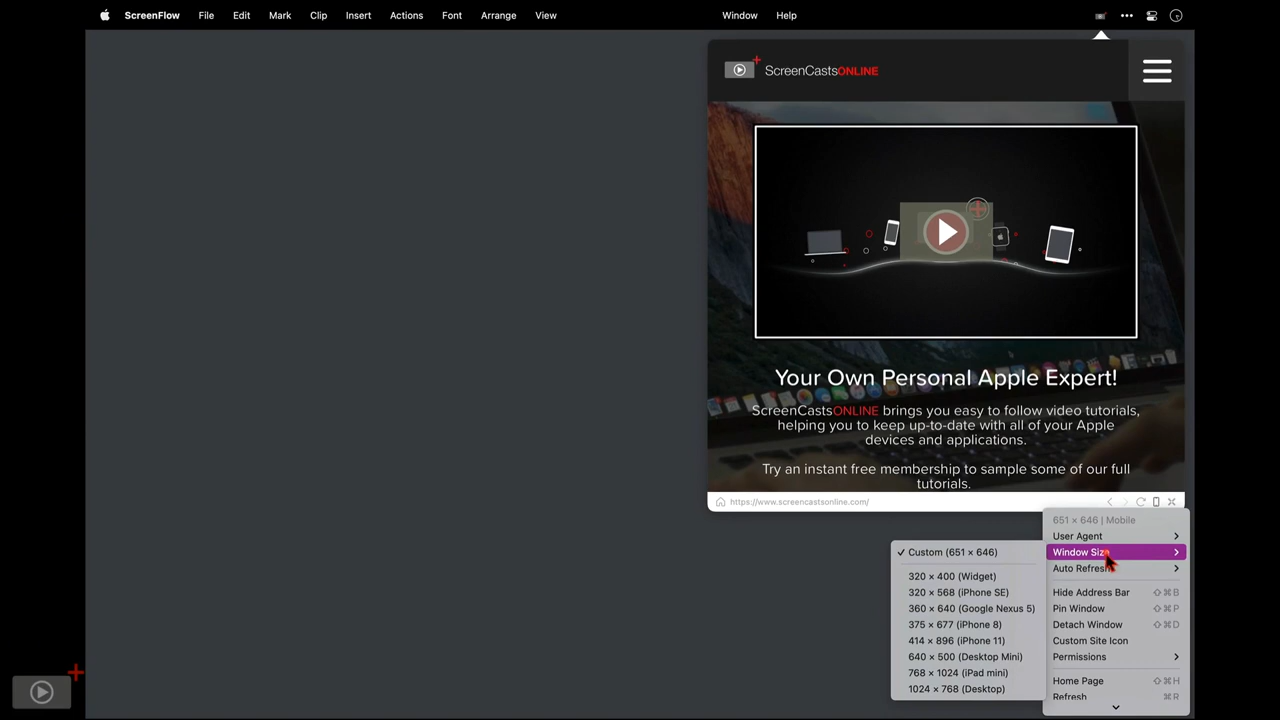 ScreenFlow File Edit Mark Clip Insert Actions Font Arrange View Window Help
ScreenCastsONLINE
Your Own Personal Apple Expert!
ScreenCastsONLINE brings you easy to follow video tutorials,
helping you to keep up-to-date with all of your Apple
devices and applications.
Try an instant free membership to sample some of our full
tutorials.
https://www.screencastsonline.com/
651 × 646 | Mobile
User Agent
Window Size
Auto Refresh
Hide Address Bar ⇧⌘B
Pin Window ⇧⌘P
Detach Window ⇧⌘D
Custom Site Icon
Permissions
Home Page ⇧⌘H
Refresh ⌘R
✓ Custom (651 × 646)
320 × 400 (Widget)
320 × 568 (iPhone SE)
360 × 640 (Google Nexus 5)
375 × 677 (iPhone 8)
414 × 896 (iPhone 11)
640 × 500 (Desktop Mini)
768 × 1024 (iPad mini)
1024 × 768 (Desktop)